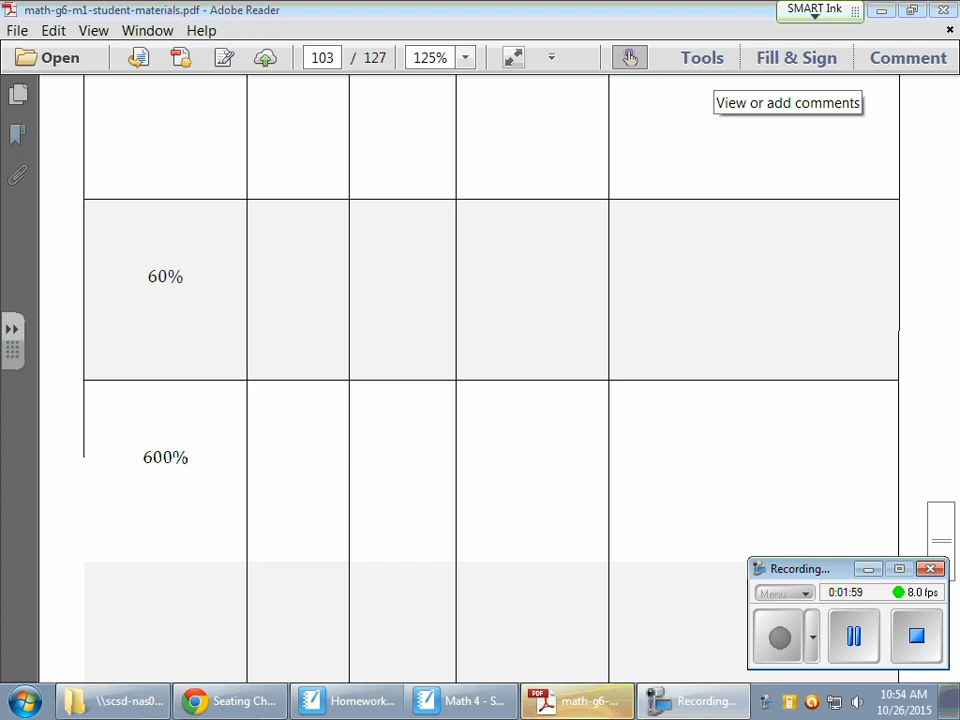 math-g6-m1-student-materials.pdf - Adobe Reader
SMART Ink
File Edit View Window Help
Open 103 / 127 125% Tools Fill & Sign Comment
View or add comments
60%
600%
Recording...
Menu 0:01:59 8.0 fps
\\scsd-nas0... Seating Ch... Homework... Math 4 - S... PDF math-g6-... Recording... 10:54 AM
10/26/2015